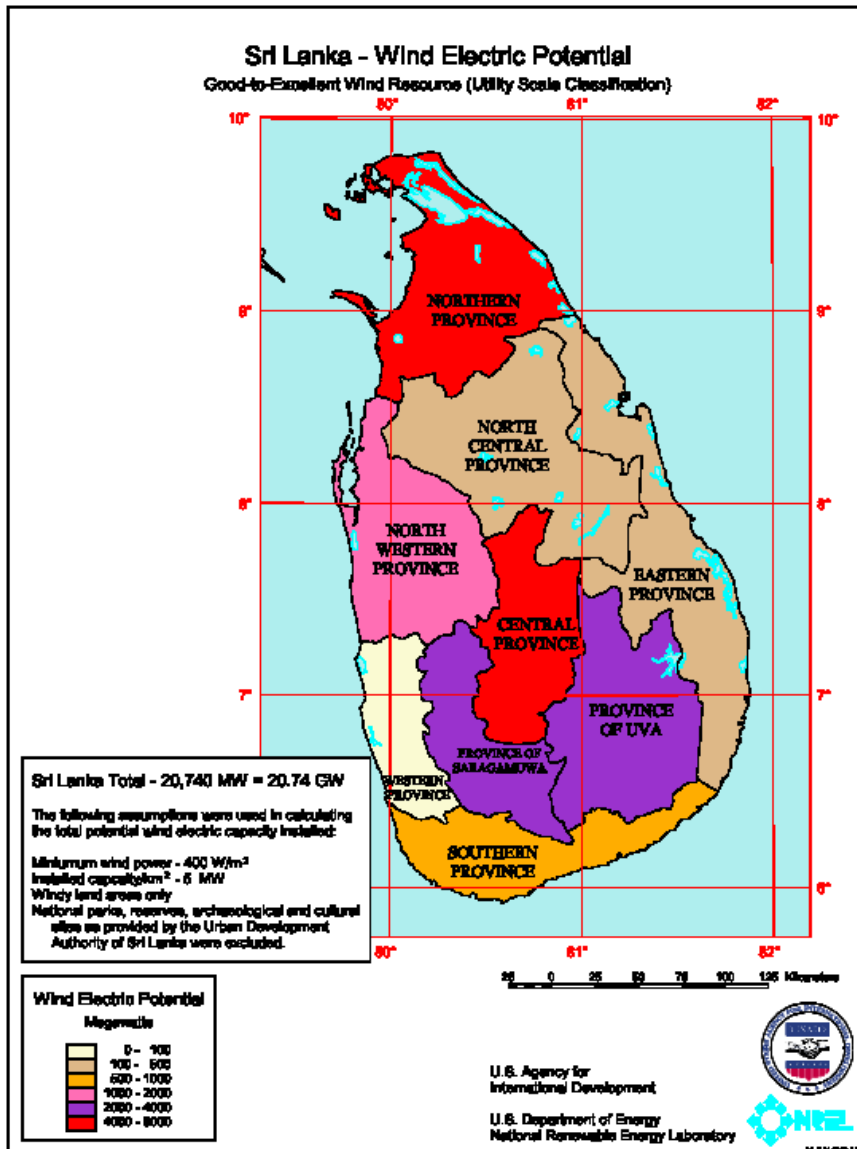 Sri Lanka - Wind Electric Potential
Good-to-Excellent Wind Resource (Utility Scale Classification)
80° 81° 82°
10° 10°
NORTHERN
PROVINCE
9° 9°
NORTH
CENTRAL
PROVINCE
8° 8°
NORTH
WESTERN
PROVINCE
EASTERN
PROVINCE
CENTRAL
PROVINCE
7° 7°
PROVINCE
OF UVA
PROVINCE OF
SARAGAMUWA
WESTERN
PROVINCE
SOUTHERN
PROVINCE
6° 6°
80° 81° 82°
Sri Lanka Total - 20,740 MW = 20.74 GW
The following assumptions were used in calculating
the total potential wind electric capacity installed:
Minimum wind power - 400 W/m²
Installed capacity/km² - 5 MW
Windy land areas only
National parks, reserves, archaeological and cultural
sites as provided by the Urban Development
Authority of Sri Lanka were excluded.
25 0 25 50 75 100 125 Kilometers
Wind Electric Potential
Megawatts
0 - 100
100 - 500
500 - 1000
1000 - 2000
2000 - 4000
4000 - 5000
U.S. Agency for
International Development
U.S. Department of Energy
National Renewable Energy Laboratory
USAID
NREL